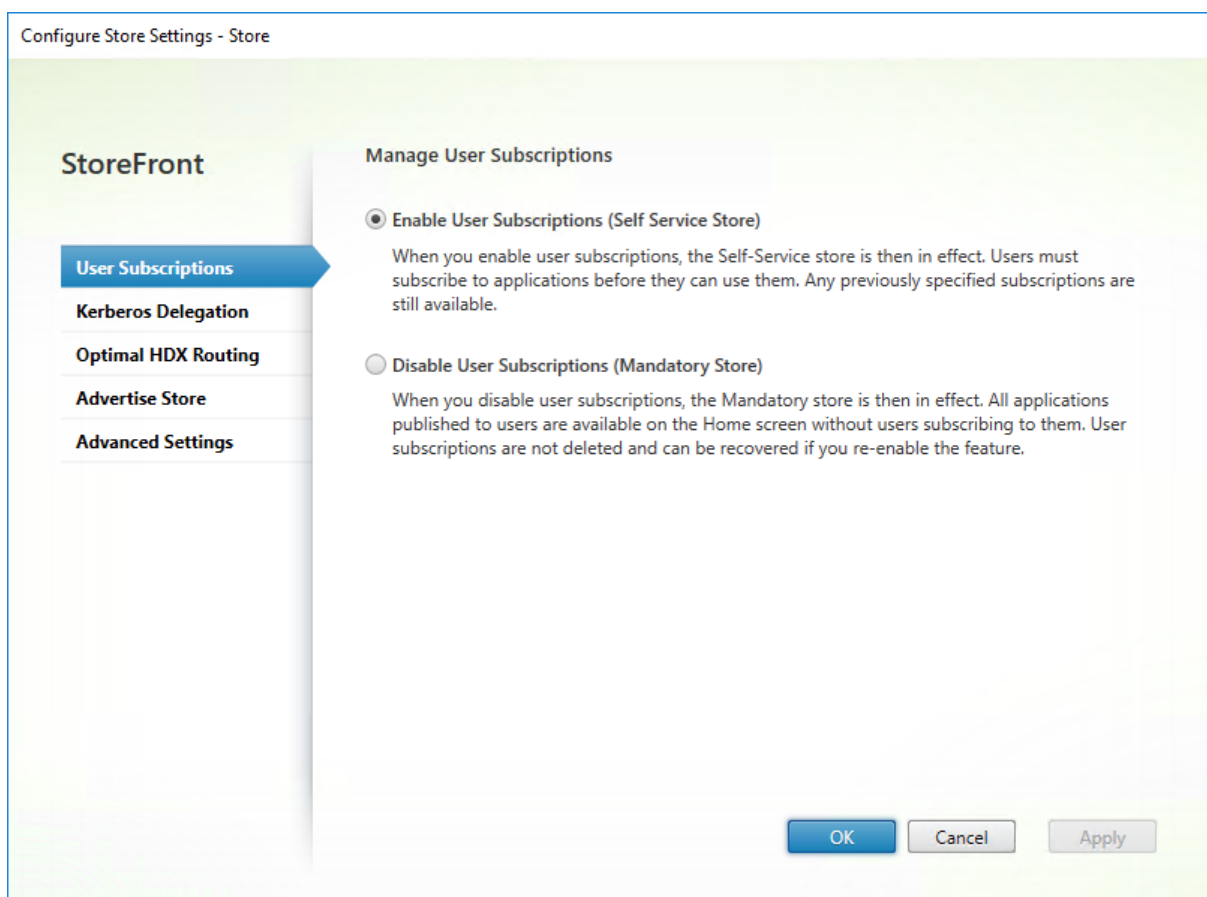 Configure Store Settings - Store
StoreFront
User Subscriptions
Kerberos Delegation
Optimal HDX Routing
Advertise Store
Advanced Settings
Manage User Subscriptions
Enable User Subscriptions (Self Service Store)
When you enable user subscriptions, the Self-Service store is then in effect. Users must
subscribe to applications before they can use them. Any previously specified subscriptions are
still available.
Disable User Subscriptions (Mandatory Store)
When you disable user subscriptions, the Mandatory store is then in effect. All applications
published to users are available on the Home screen without users subscribing to them. User
subscriptions are not deleted and can be recovered if you re-enable the feature.
OK
Cancel
Apply